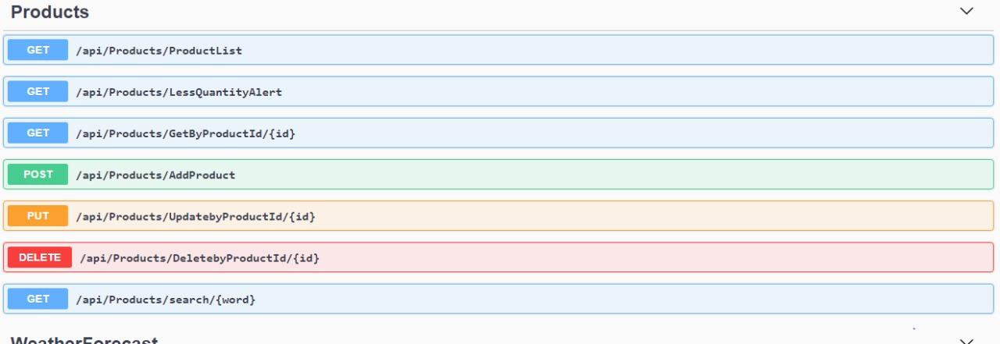 Products
GET /api/Products/ProductList
GET /api/Products/LessQuantityAlert
GET /api/Products/GetByProductId/{id}
POST /api/Products/AddProduct
PUT /api/Products/UpdatebyProductId/{id}
DELETE /api/Products/DeletebyProductId/{id}
GET /api/Products/search/{word}
WeatherForecast